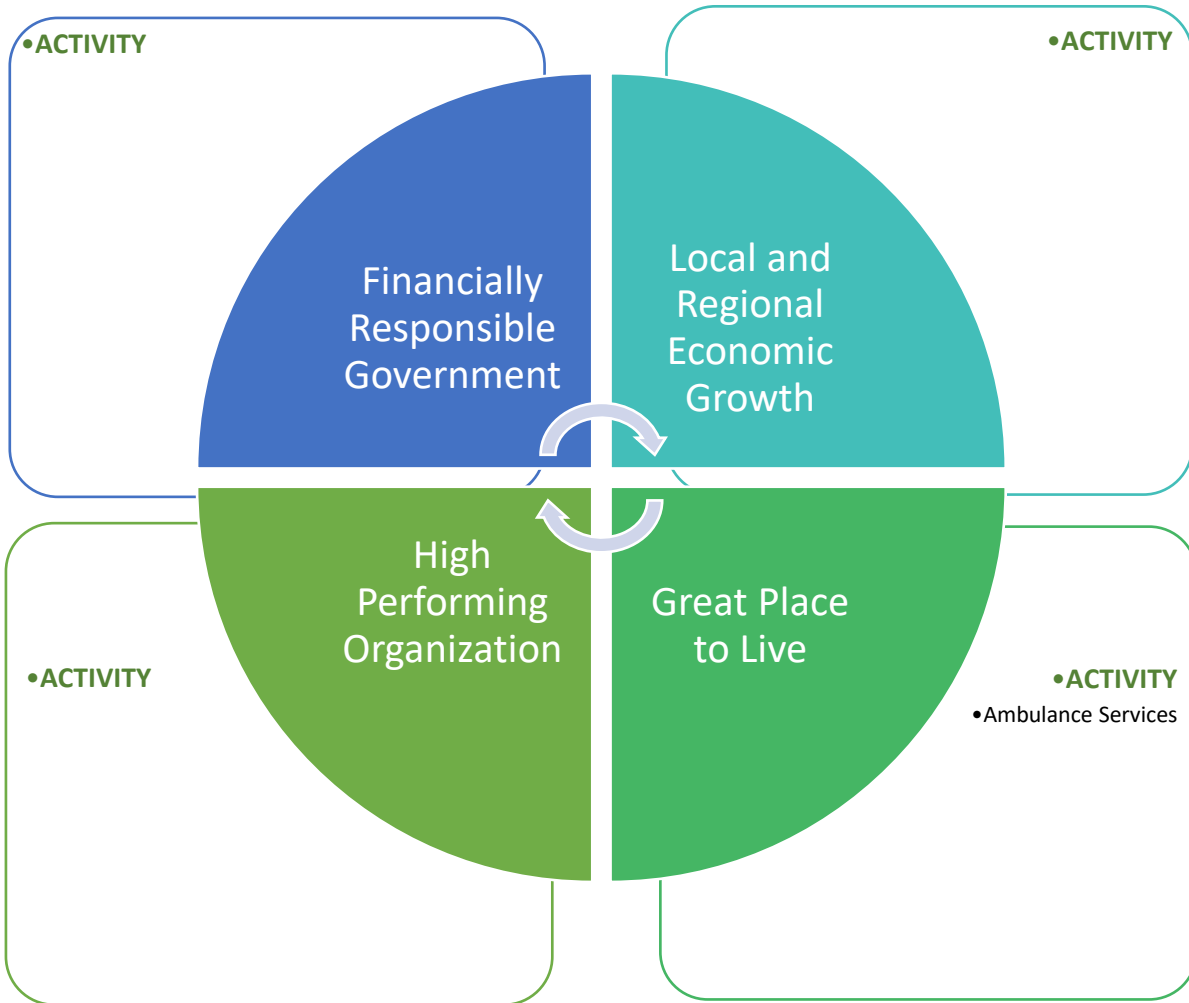 •ACTIVITY
•ACTIVITY
Financially
Responsible
Government
Local and
Regional
Economic
Growth
High
Performing
Organization
Great Place
to Live
•ACTIVITY
•ACTIVITY
•Ambulance Services